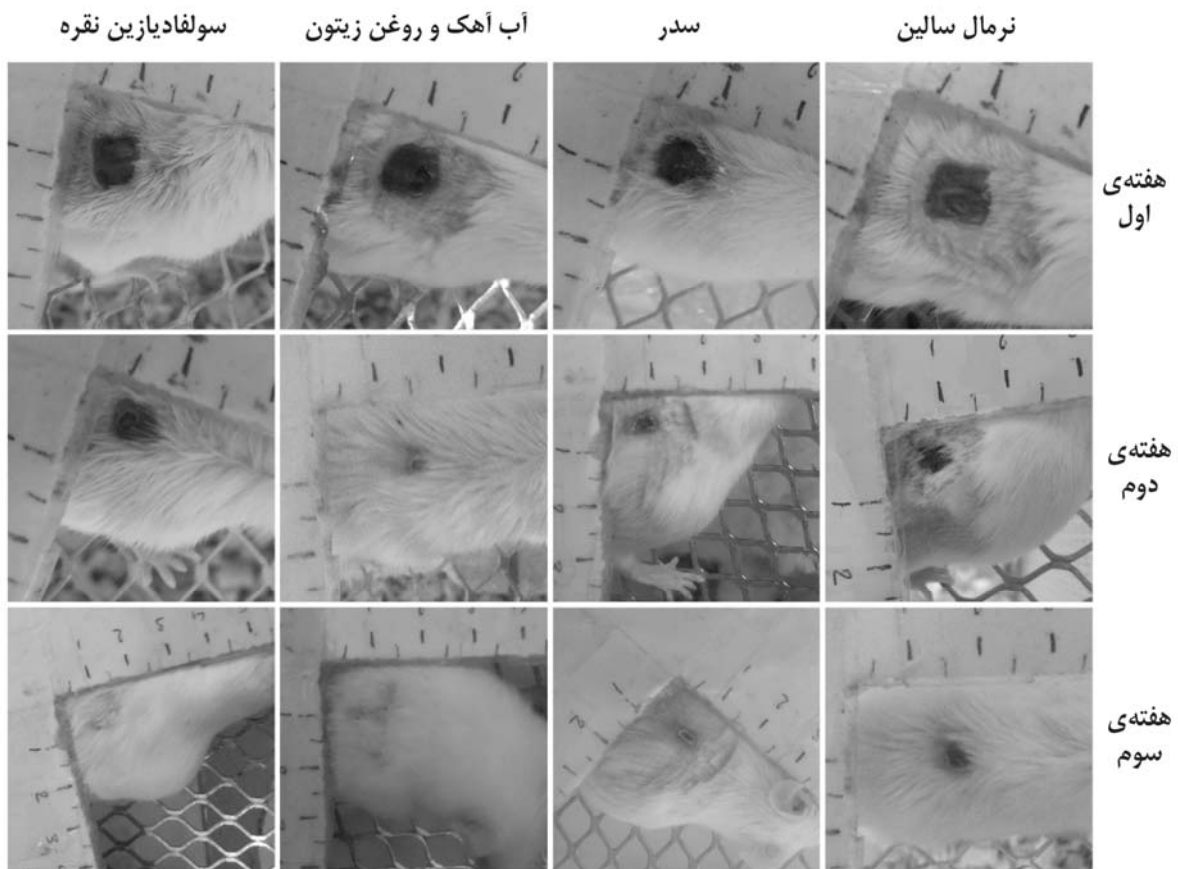 نرمال سالین
سدر
آب آهک و روغن زیتون
سولفادیازین نقره
هفته‌ی
اول
هفته‌ی
دوم
هفته‌ی
سوم